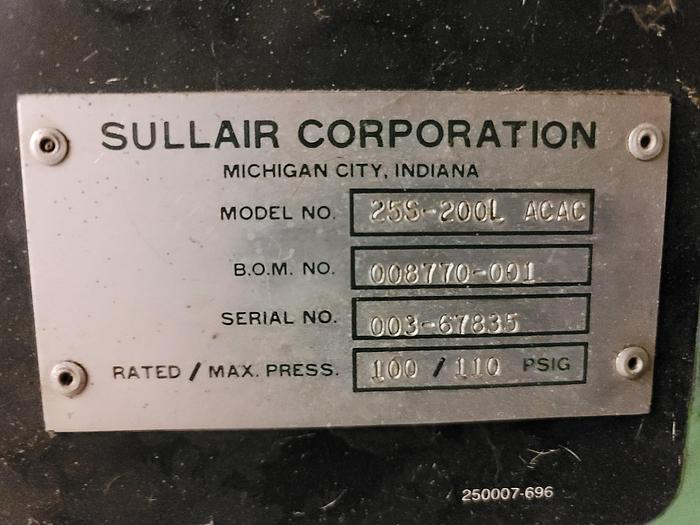 SULLAIR CORPORATION
MICHIGAN CITY, INDIANA
MODEL NO. 25S-200L ACAC
B.O.M. NO. 008770-001
SERIAL NO. 003-67835
RATED / MAX. PRESS. 100 / 110 PSIG
250007-696